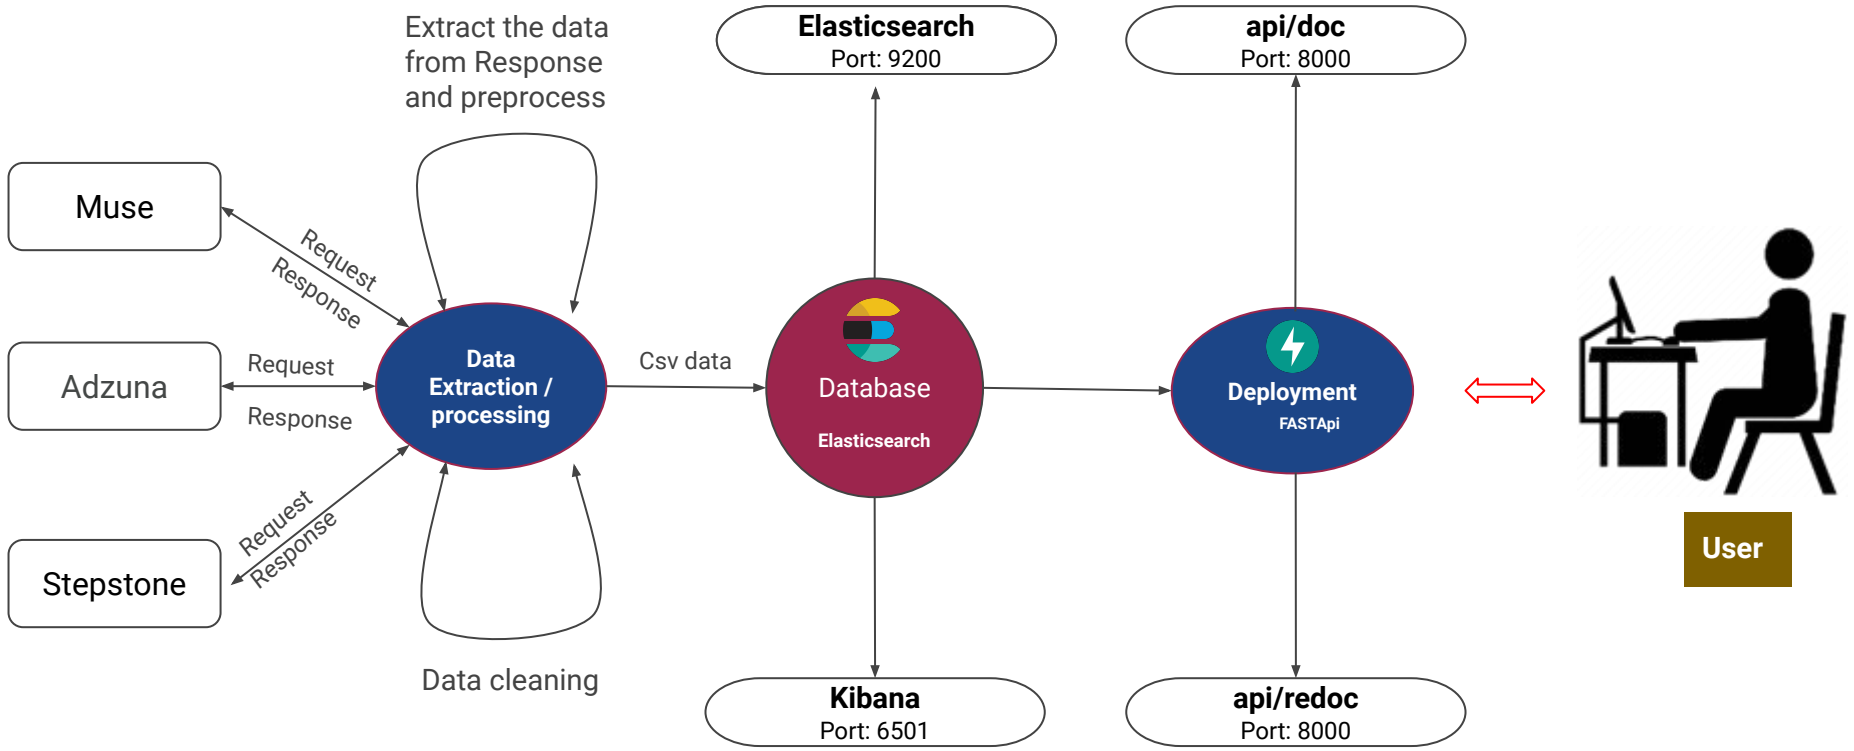 Extract the data
from Response
and preprocess
Elasticsearch
Port: 9200
api/doc
Port: 8000
Muse
Request
Response
Adzuna
Request
Response
Stepstone
Request
Response
Data
Extraction /
processing
Csv data
Database
Elasticsearch
Deployment
FASTApi
User
Data cleaning
Kibana
Port: 6501
api/redoc
Port: 8000